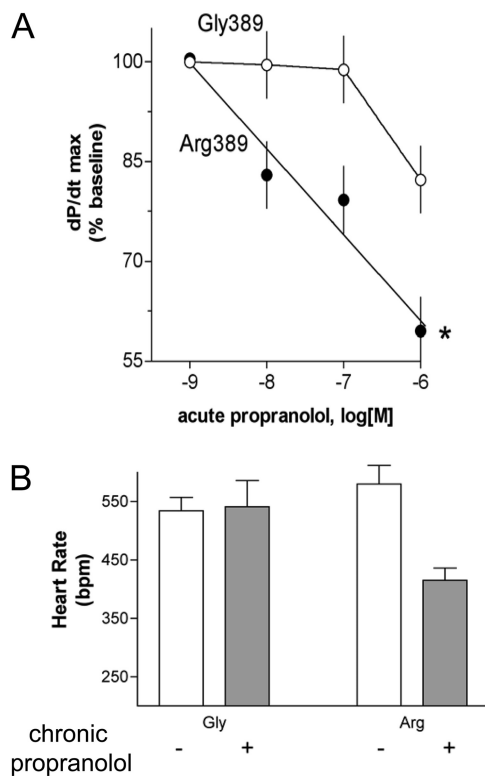 A
Gly389
Arg389
dP/dt max
(% baseline)
100
85
70
55
*
-9
-8
-7
-6
acute propranolol, log[M]
B
Heart Rate
(bpm)
550
450
350
250
Gly
Arg
chronic
propranolol
- + - +